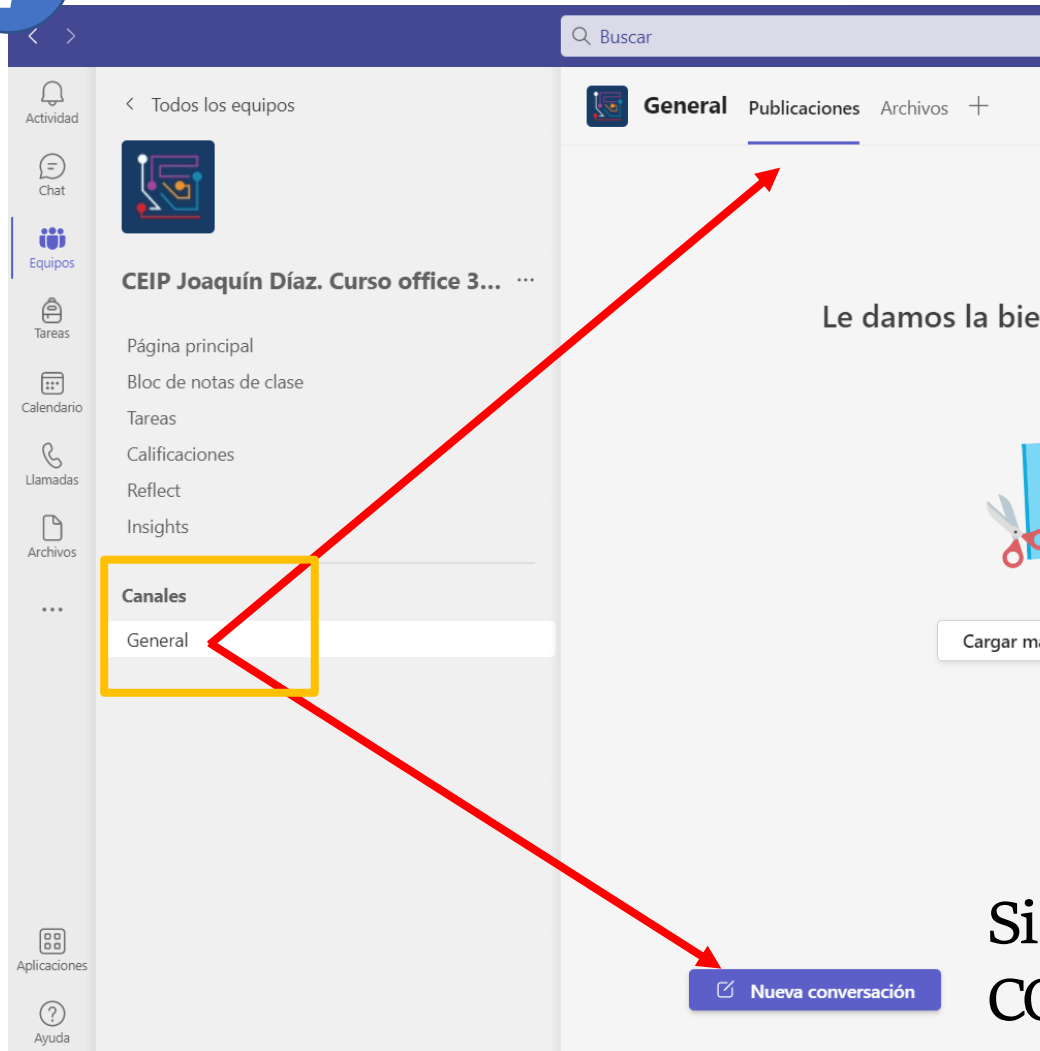 Buscar
Actividad
Chat
Equipos
Tareas
Calendario
Llamadas
Archivos
Aplicaciones
Ayuda
Todos los equipos
CEIP Joaquín Díaz. Curso office 3...
Página principal
Bloc de notas de clase
Tareas
Calificaciones
Reflect
Insights
Canales
General
General Publicaciones Archivos
Le damos la
Cargar
Nueva conversación
Si